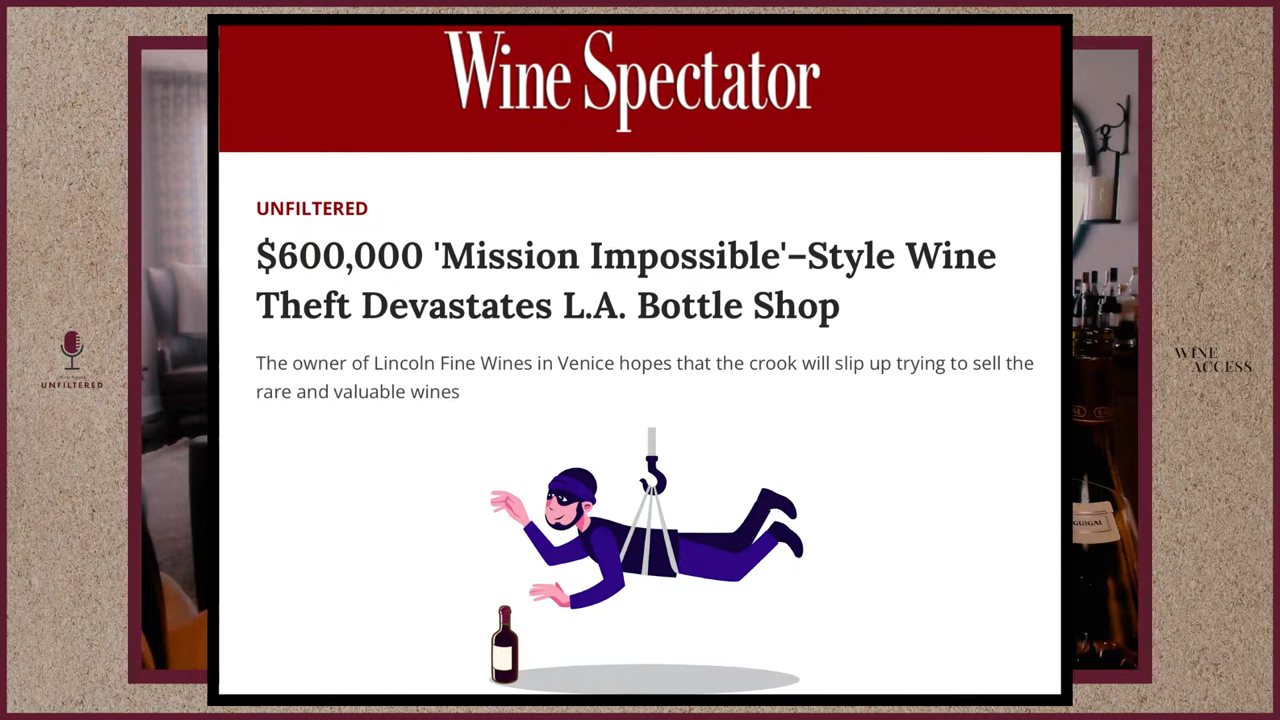 Wine Spectator
UNFILTERED
$600,000 'Mission Impossible'–Style Wine
Theft Devastates L.A. Bottle Shop
The owner of Lincoln Fine Wines in Venice hopes that the crook will slip up trying to sell the
rare and valuable wines
UNFILTERED
WINE
ACCESS
GUIGAL